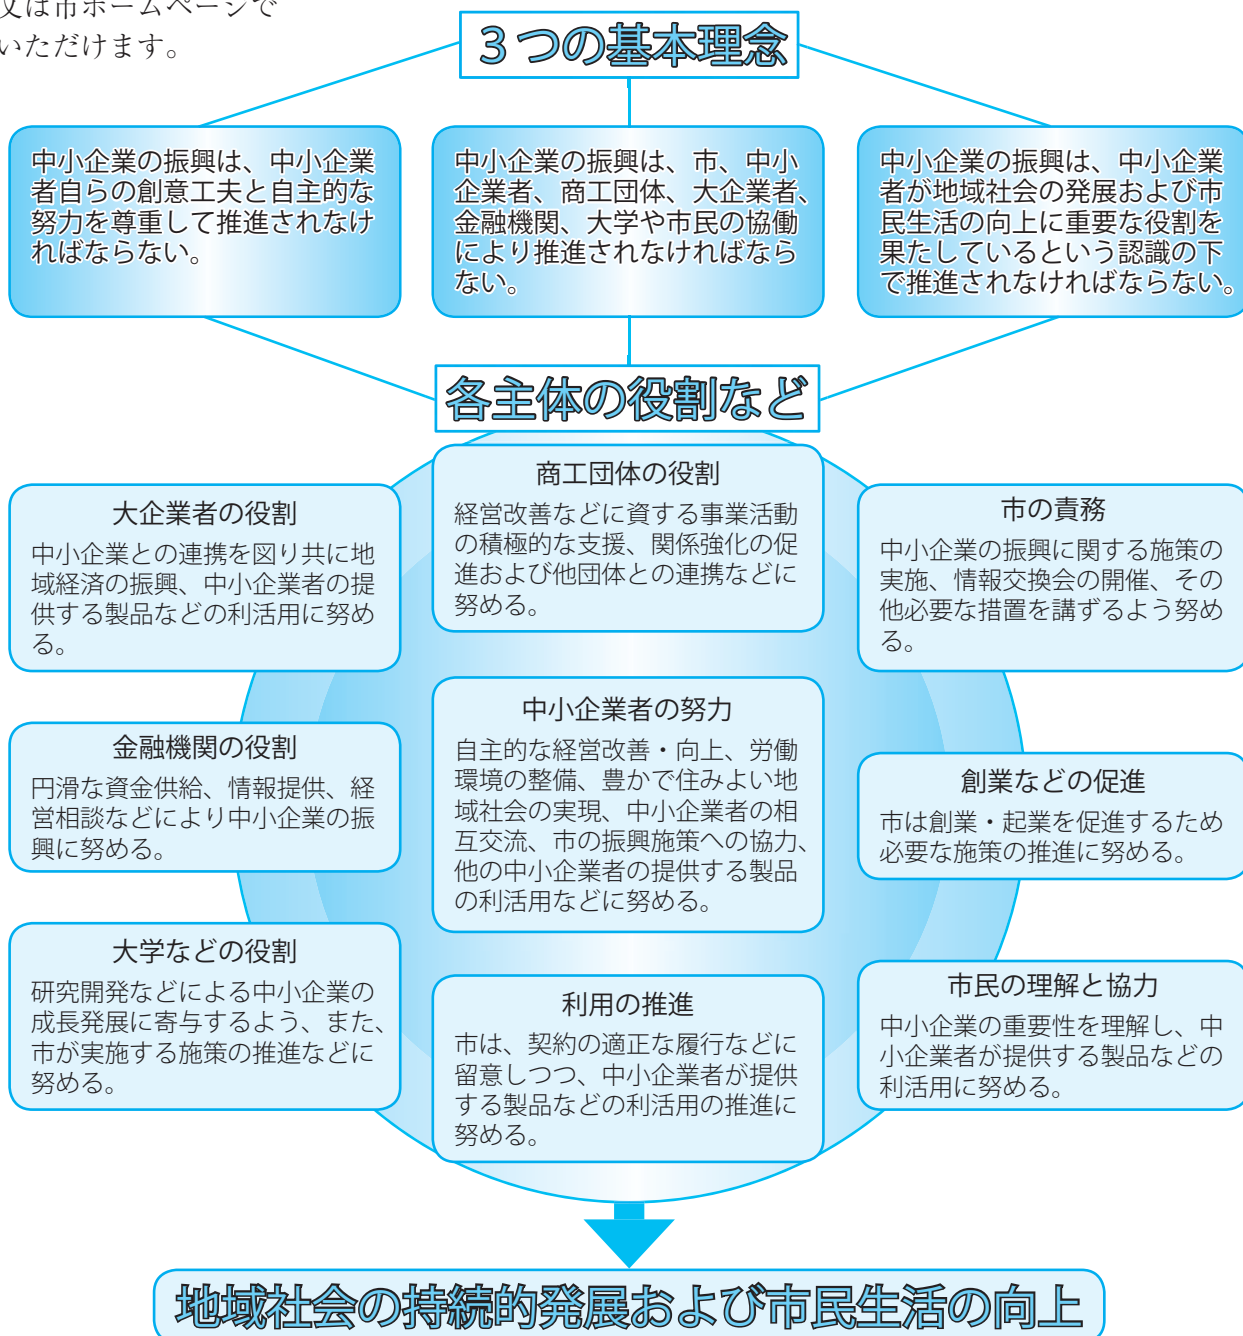 又は市ホームページで
いただけます。
3つの基本理念
中小企業の振興は、中小企業
者自らの創意工夫と自主的な
努力を尊重して推進されなけ
ればならない。
中小企業の振興は、市、中小
企業者、商工団体、大企業者、
金融機関、大学や市民の協働
により推進されなければなら
ない。
中小企業の振興は、中小企業
者が地域社会の発展および市
民生活の向上に重要な役割を
果たしているという認識の下
で推進されなければならない。
各主体の役割など
大企業者の役割
中小企業との連携を図り共に地
域経済の振興、中小企業者の提
供する製品などの利活用に努め
る。
商工団体の役割
経営改善などに資する事業活動
の積極的な支援、関係強化の促
進および他団体との連携などに
努める。
市の責務
中小企業の振興に関する施策の
実施、情報交換会の開催、その
他必要な措置を講ずるよう努め
る。
金融機関の役割
円滑な資金供給、情報提供、経
営相談などにより中小企業の振
興に努める。
中小企業者の努力
自主的な経営改善・向上、労働
環境の整備、豊かで住みよい地
域社会の実現、中小企業者の相
互交流、市の振興施策への協力、
他の中小企業者の提供する製品
の利活用などに努める。
創業などの促進
市は創業・起業を促進するため
必要な施策の推進に努める。
大学などの役割
研究開発などによる中小企業の
成長発展に寄与するよう、また、
市が実施する施策の推進などに
努める。
利用の推進
市は、契約の適正な履行などに
留意しつつ、中小企業者が提供
する製品などの利活用の推進に
努める。
市民の理解と協力
中小企業の重要性を理解し、中
小企業者が提供する製品などの
利活用に努める。
地域社会の持続的発展および市民生活の向上